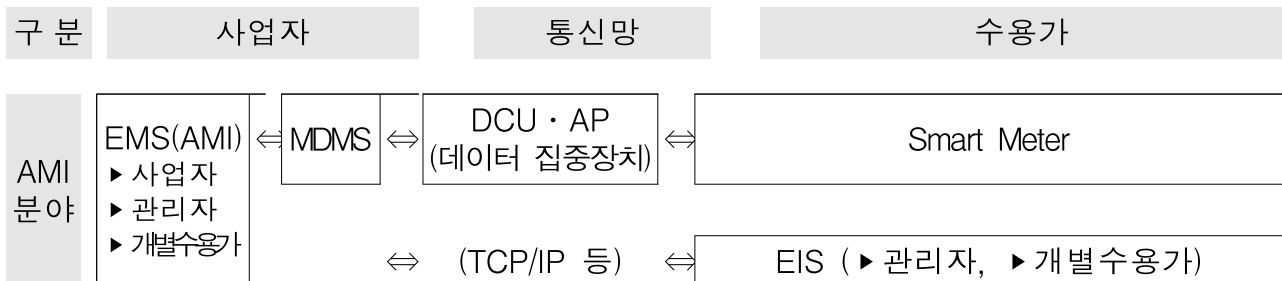 구 분 사업자 통신망 수용가
AMI 분야
EMS(AMI) ⇔ MDMS ⇔ DCU · AP ⇔ Smart Meter
(데이터 집중장치)
▶ 사업자
▶ 관리자
▶ 개별수용가
⇔ (TCP/IP 등) ⇔ EIS (▶ 관리자, ▶ 개별수용가)